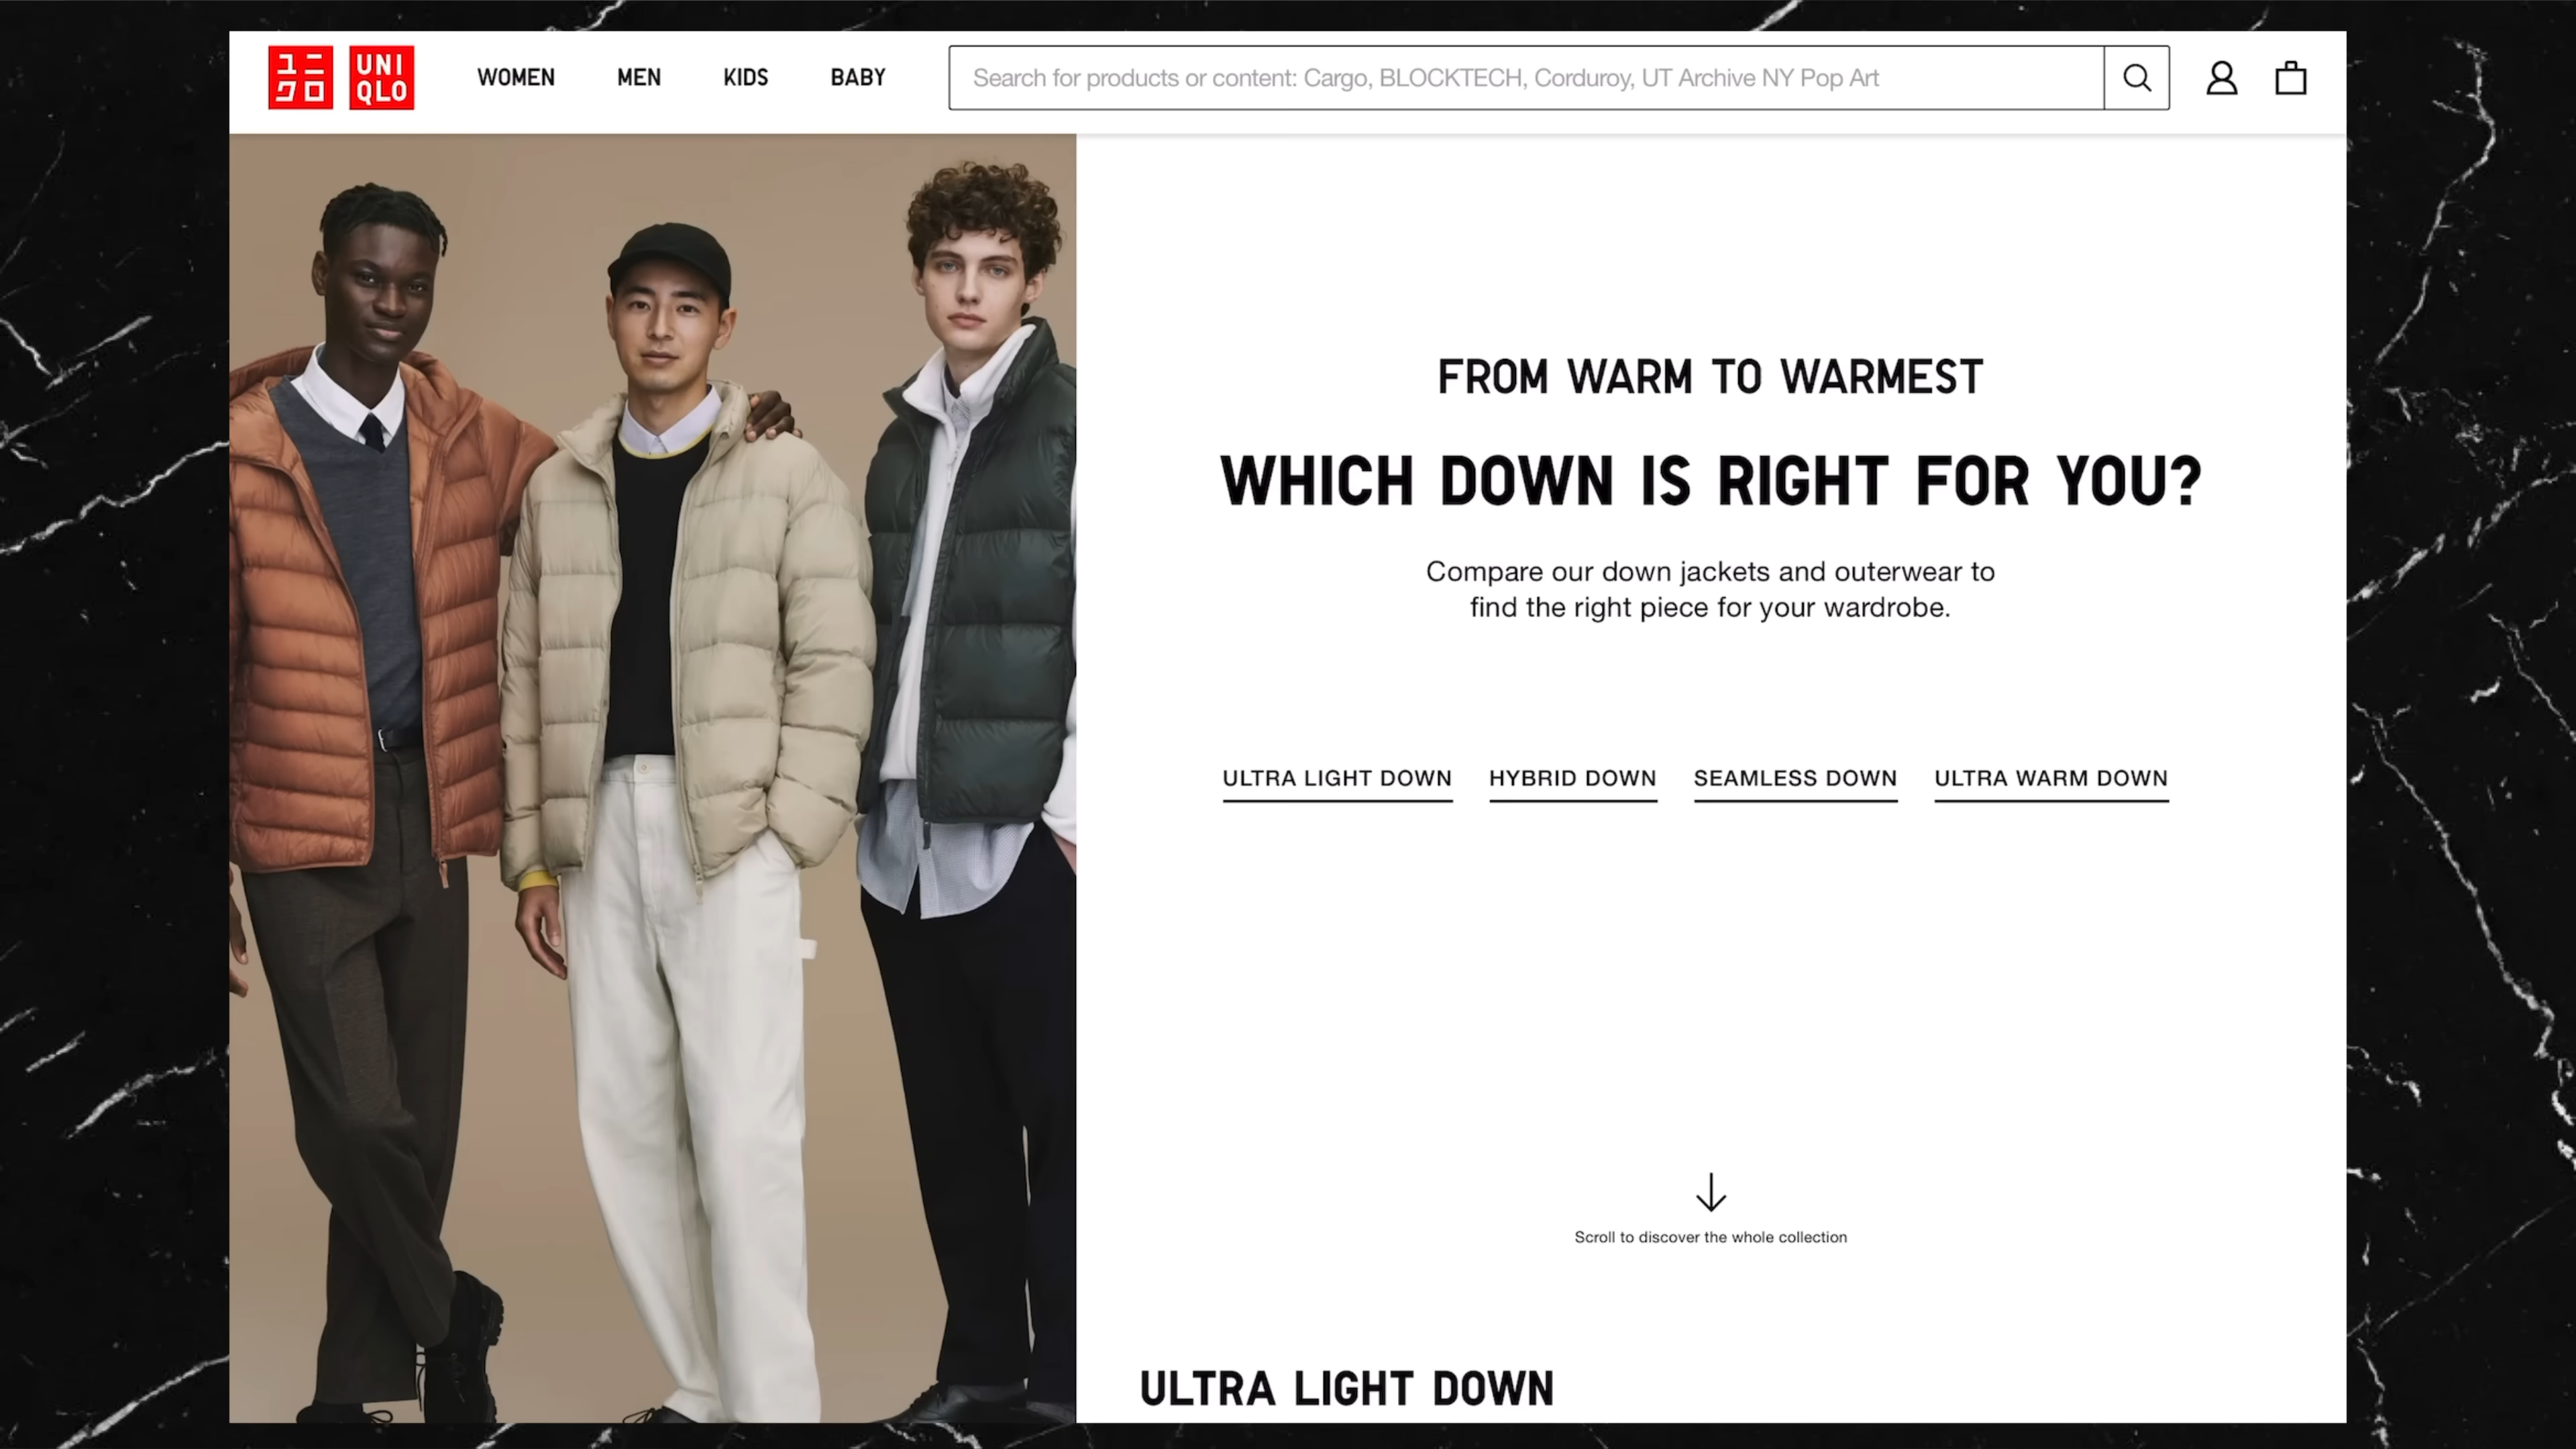 ユニ
クロ
UNI
QLO
WOMEN
MEN
KIDS
BABY
Search for products or content: Cargo, BLOCKTECH, Corduroy, UT Archive NY Pop Art
FROM WARM TO WARMEST
WHICH DOWN IS RIGHT FOR YOU?
Compare our down jackets and outerwear to
find the right piece for your wardrobe.
ULTRA LIGHT DOWN
HYBRID DOWN
SEAMLESS DOWN
ULTRA WARM DOWN
Scroll to discover the whole collection
ULTRA LIGHT DOWN